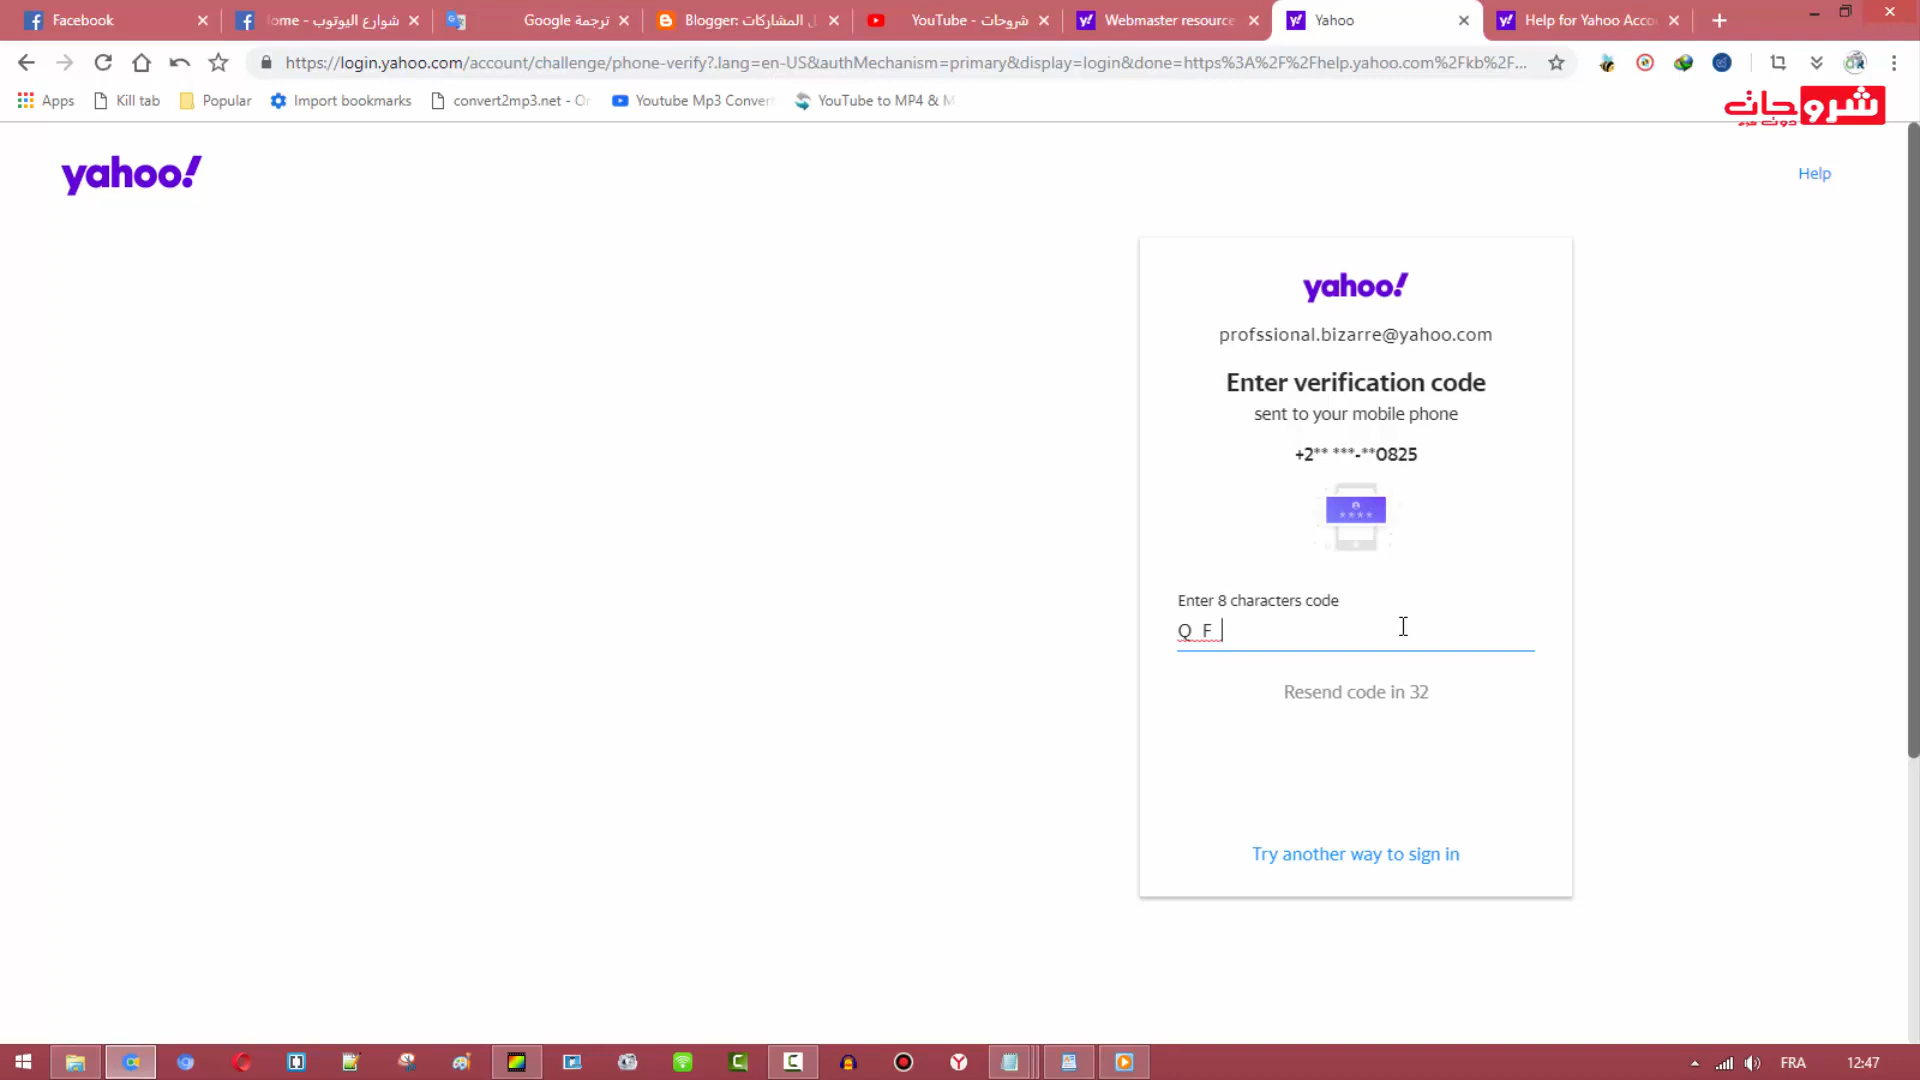 Facebook
شوارع اليوتوب - ome
ترجمة Google
Blogger: المشاركات
YouTube - شروحات
Webmaster resource
Yahoo
Help for Yahoo Acco
https://login.yahoo.com/account/challenge/phone-verify?.lang=en-US&authMechanism=primary&display=login&done=https%3A%2F%2Fhelp.yahoo.com%2Fkb%2F...
Apps
Kill tab
Popular
Import bookmarks
convert2mp3.net - Or
Youtube Mp3 Convert
YouTube to MP4 & M
شروحات
yahoo!
Help
yahoo!
profssional.bizarre@yahoo.com
Enter verification code
sent to your mobile phone
+2** ***-**0825
Enter 8 characters code
Q F
Resend code in 32
Try another way to sign in
FRA
12:47